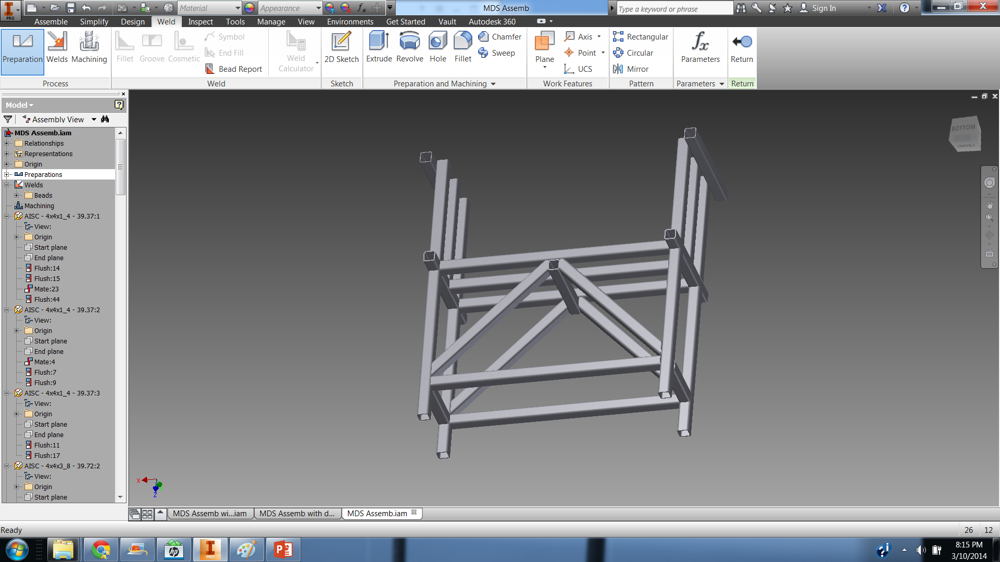 Material
Appearance
MDS Assemb
Type a keyword or phrase
Sign In
PRO
Assemble Simplify Design Weld Inspect Tools Manage View Environments Get Started Vault Autodesk 360
Preparation
Welds
Machining
Fillet
Groove
Cosmetic
Symbol
End Fill
Bead Report
Weld
Calculator
2D Sketch
Extrude
Revolve
Hole
Fillet
Chamfer
Sweep
Plane
Axis
Point
UCS
Rectangular
Circular
Mirror
fx
Parameters
Return
Process
Weld
Sketch
Preparation and Machining
Work Features
Pattern
Parameters
Return
Model
Assembly View
MDS Assemb.iam
Relationships
Representations
Origin
Preparations
Welds
Beads
Machining
AISC - 4x4x1_4 - 39.37:1
View:
Origin
Start plane
End plane
Flush:14
Flush:15
Mate:23
Flush:44
AISC - 4x4x1_4 - 39.37:2
View:
Origin
Start plane
End plane
Mate:4
Flush:7
Flush:9
AISC - 4x4x1_4 - 39.37:3
View:
Origin
Start plane
End plane
Flush:11
Flush:17
AISC - 4x4x3_8 - 39.72:2
View:
Origin
Start plane
BOTTOM
FRONT
X
Z
MDS Assemb wi...iam
MDS Assemb with d...
MDS Assemb.iam
Ready
26 12
hp
PRO
8:15 PM
3/10/2014